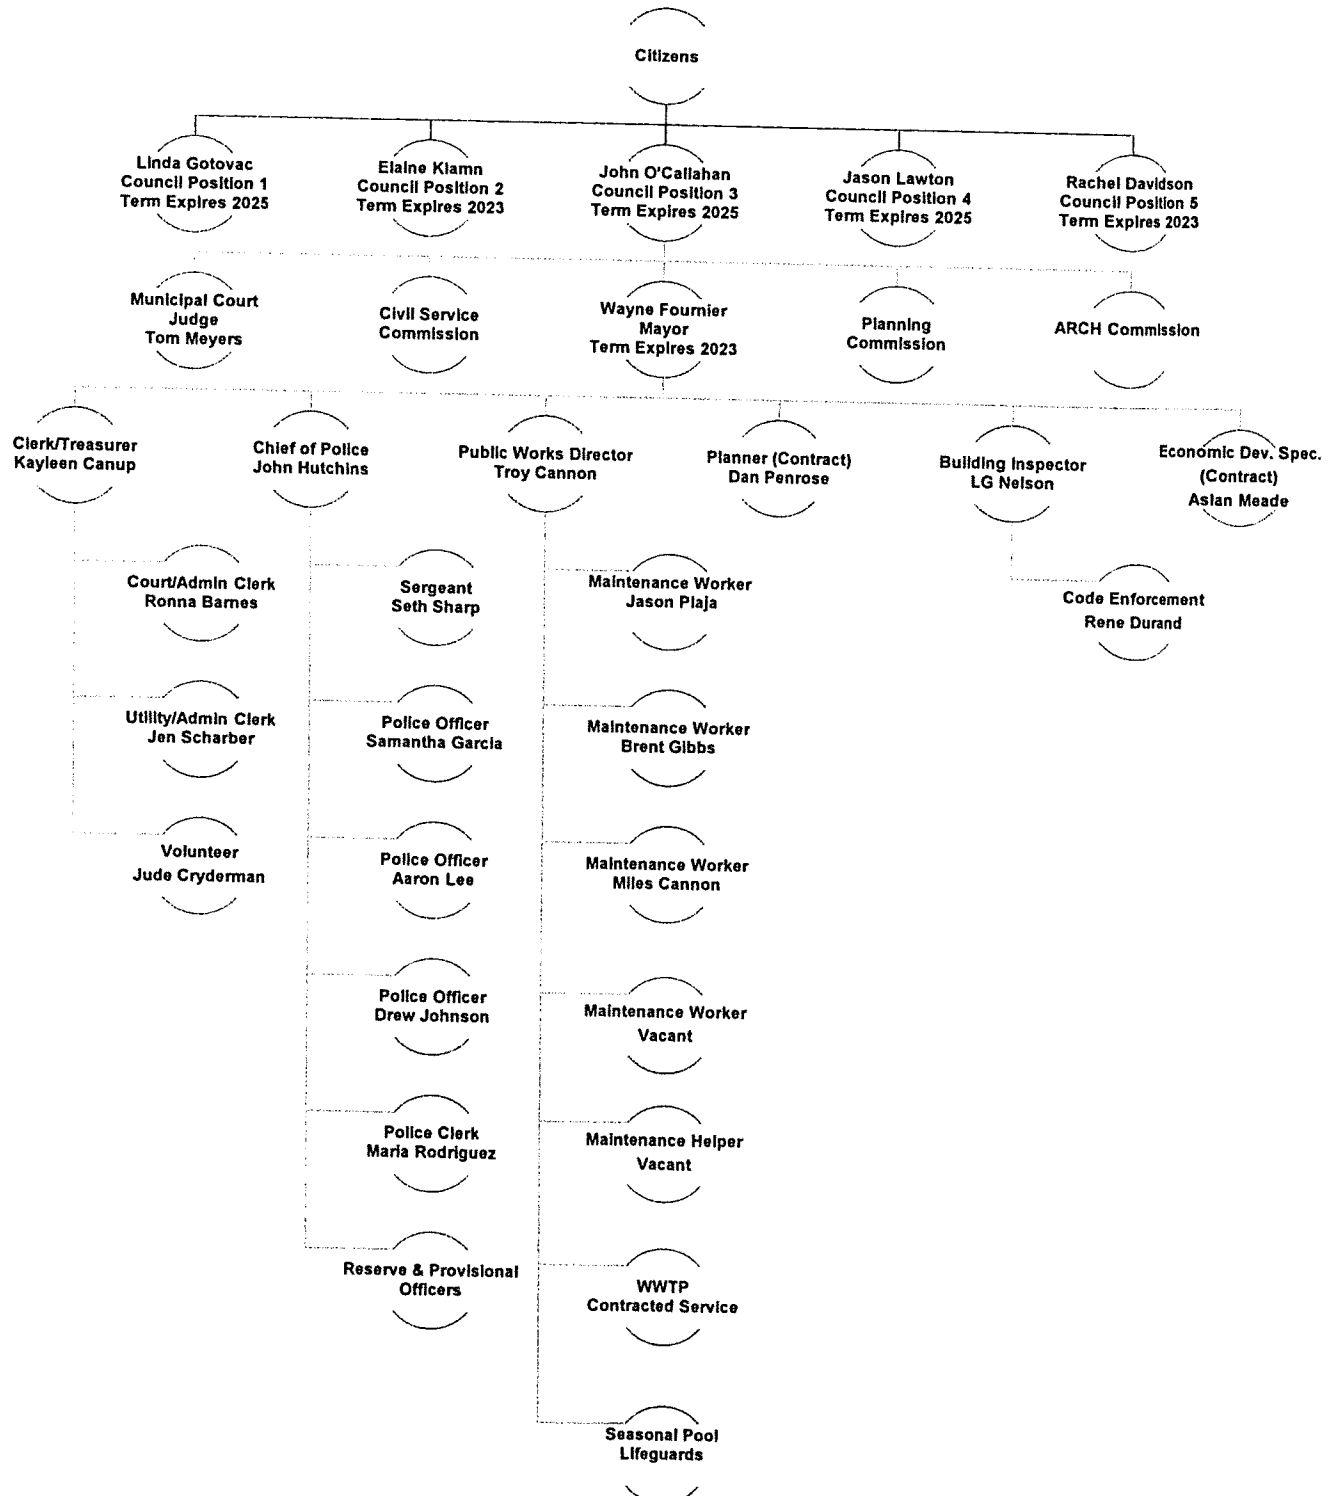 Citizens
Linda Gotovac
Council Position 1
Term Expires 2025
Elaine Klamn
Council Position 2
Term Expires 2023
John O'Callahan
Council Position 3
Term Expires 2025
Jason Lawton
Council Position 4
Term Expires 2025
Rachel Davidson
Council Position 5
Term Expires 2023
Municipal Court
Judge
Tom Meyers
Civil Service
Commission
Wayne Fournier
Mayor
Term Expires 2023
Planning
Commission
ARCH Commission
Clerk/Treasurer
Kayleen Canup
Chief of Police
John Hutchins
Public Works Director
Troy Cannon
Planner (Contract)
Dan Penrose
Building Inspector
LG Nelson
Economic Dev. Spec.
(Contract)
Aslan Meade
Court/Admin Clerk
Ronna Barnes
Utility/Admin Clerk
Jen Scharber
Volunteer
Jude Cryderman
Sergeant
Seth Sharp
Police Officer
Samantha Garcia
Police Officer
Aaron Lee
Police Officer
Drew Johnson
Police Clerk
Maria Rodriguez
Reserve & Provisional
Officers
Maintenance Worker
Jason Plaja
Maintenance Worker
Brent Gibbs
Maintenance Worker
Miles Cannon
Maintenance Worker
Vacant
Maintenance Helper
Vacant
WWTP
Contracted Service
Seasonal Pool
Lifeguards
Code Enforcement
Rene Durand